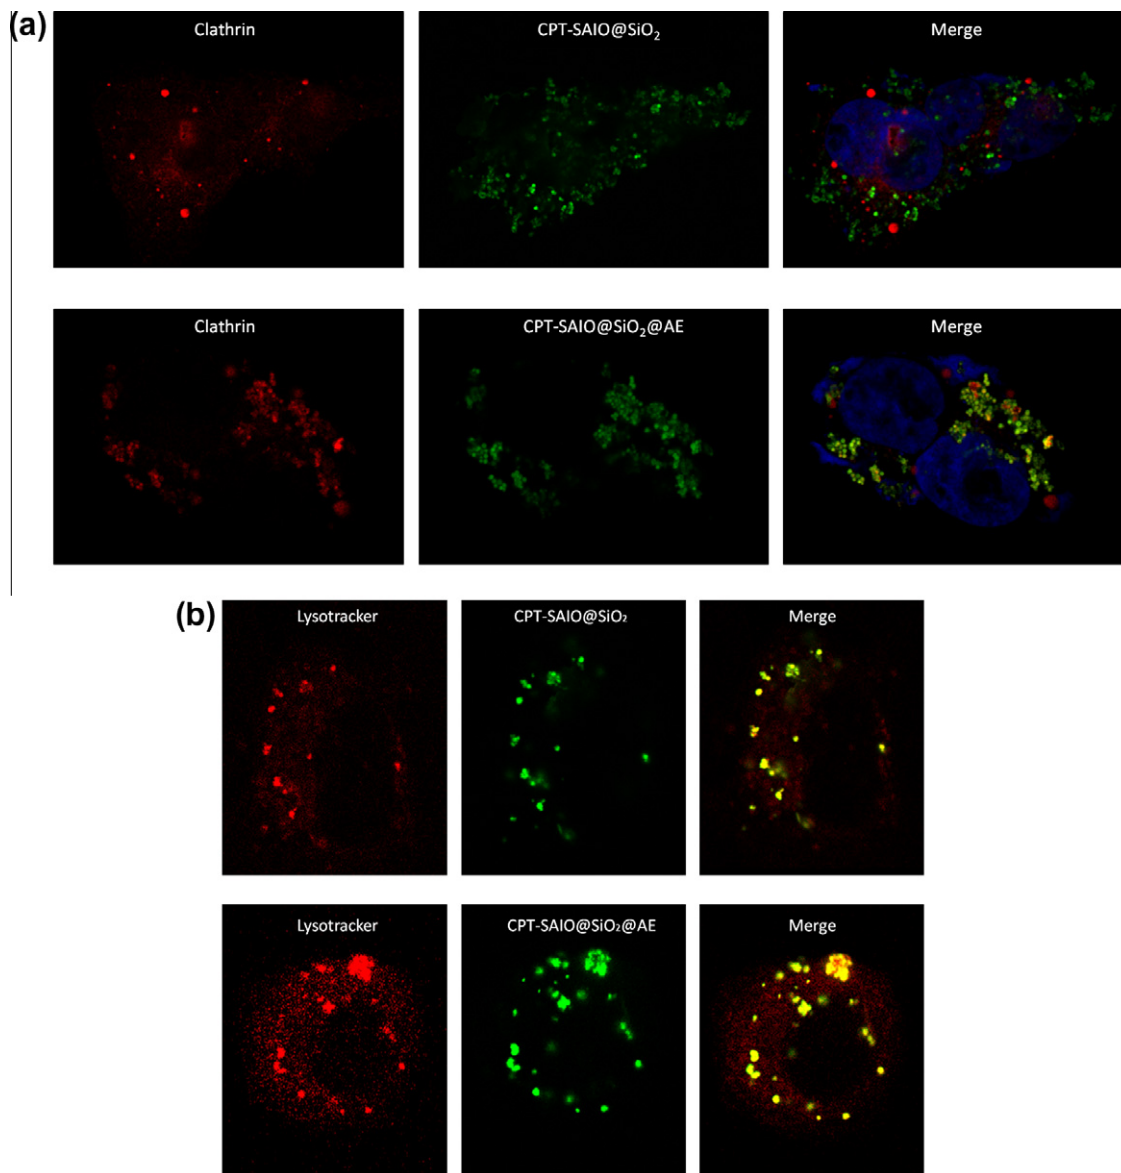 (a)
Clathrin CPT-SAIO@SiO₂ Merge
Clathrin CPT-SAIO@SiO₂@AE Merge
(b)
Lysotracker CPT-SAIO@SiO₂ Merge
Lysotracker CPT-SAIO@SiO₂@AE Merge